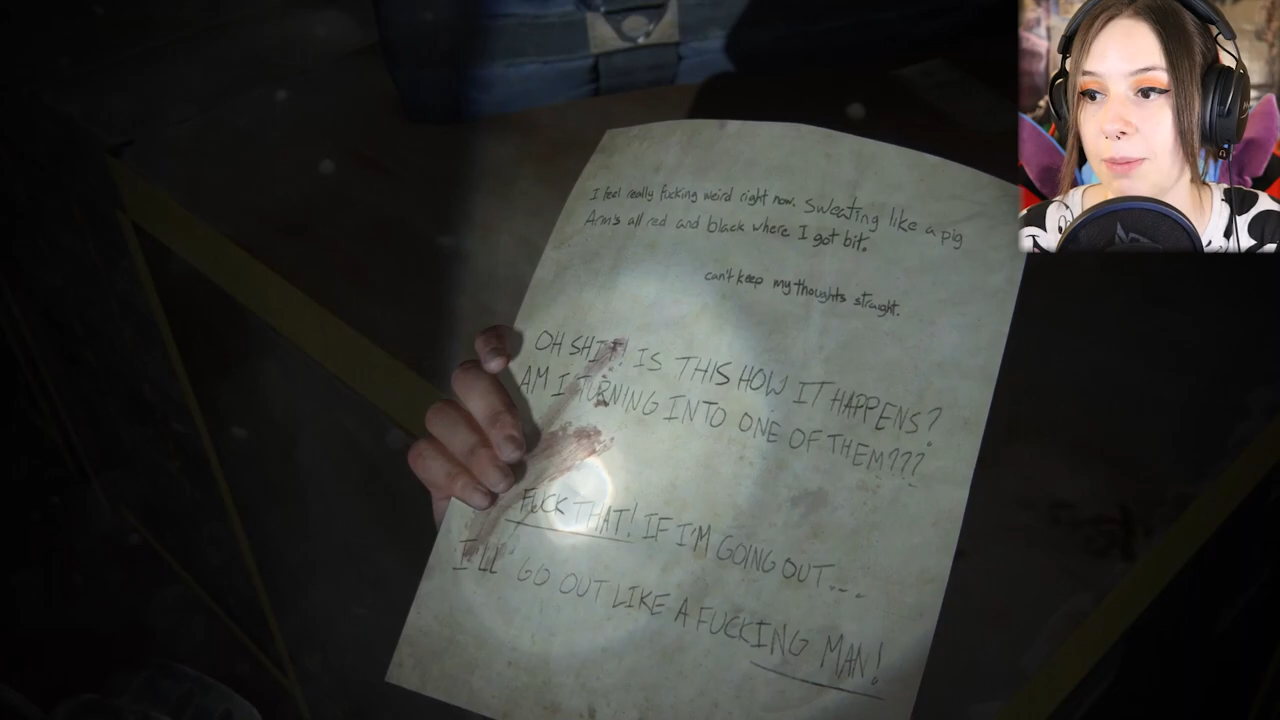 I feel really fucking weird right now. Sweating like a pig
Arm's all red and black where I got bit.
can't keep my thoughts straight.
OH SHIT! IS THIS HOW IT HAPPENS?
AM I TURNING INTO ONE OF THEM???
FUCK THAT! IF I'M GOING OUT...
I'LL GO OUT LIKE A FUCKING MAN!